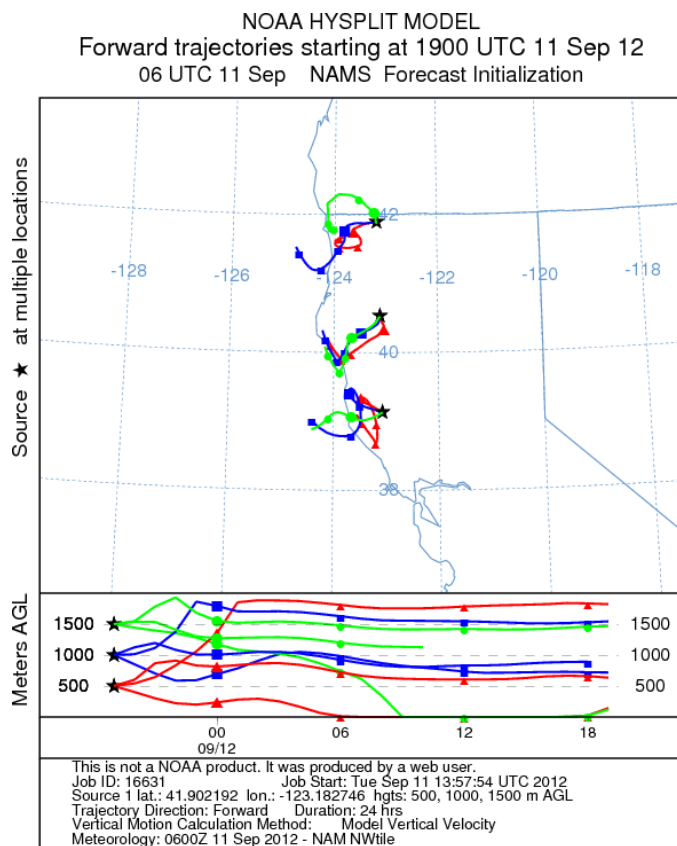 NOAA HYSPLIT MODEL
Forward trajectories starting at 1900 UTC 11 Sep 12
06 UTC 11 Sep NAMS Forecast Initialization
Source ★ at multiple locations
42
-128
-126
-124
-122
-120
-118
40
38
Meters AGL
1500
1000
500
1500
1000
500
00
06
12
18
09/12
This is not a NOAA product. It was produced by a web user.
Job ID: 16631 Job Start: Tue Sep 11 13:57:54 UTC 2012
Source 1 lat.: 41.902192 lon.: -123.182746 hgts: 500, 1000, 1500 m AGL
Trajectory Direction: Forward Duration: 24 hrs
Vertical Motion Calculation Method: Model Vertical Velocity
Meteorology: 0600Z 11 Sep 2012 - NAM NWtile